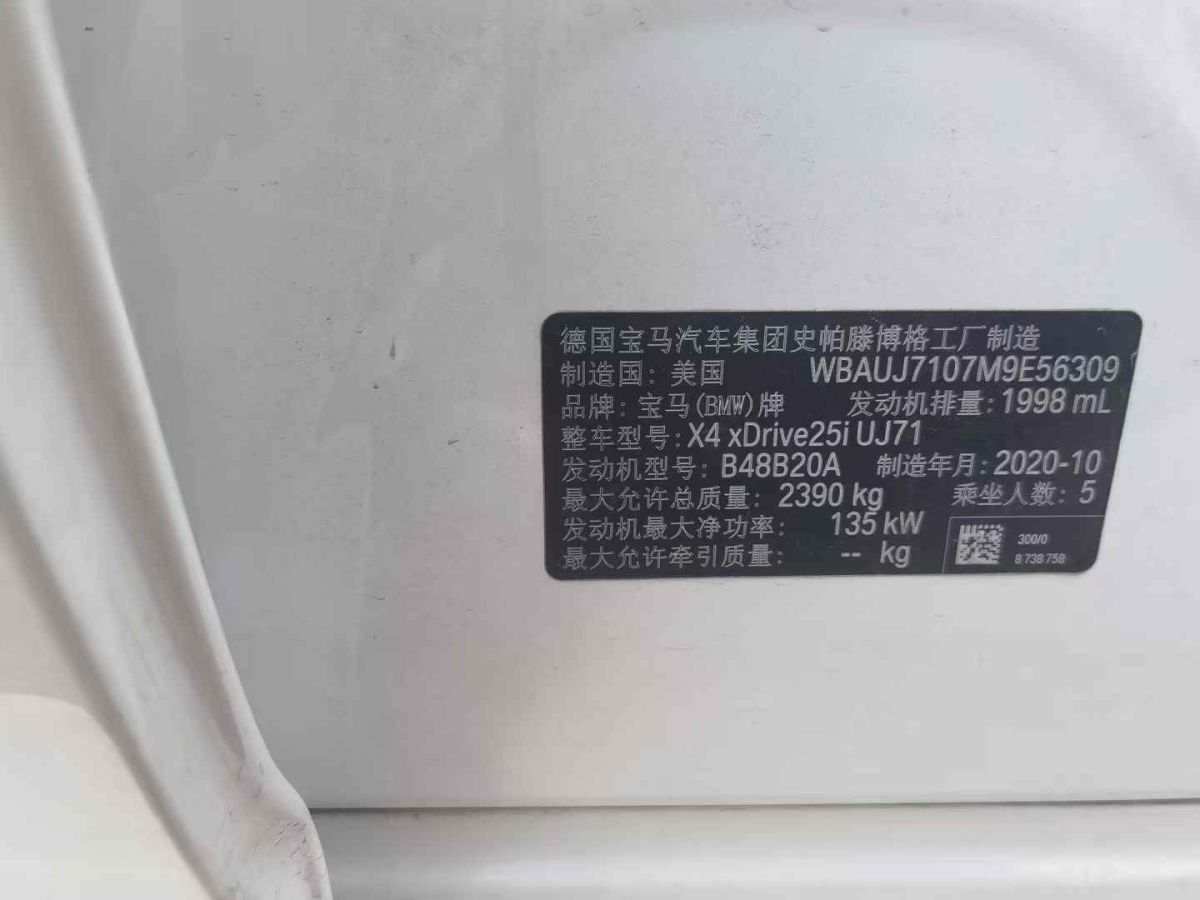 德国宝马汽车集团史帕滕博格工厂制造
制造国：美国 WBAUJ7107M9E56309
品牌：宝马(BMW)牌 发动机排量：1998 mL
整车型号：X4 xDrive25i UJ71
发动机型号：B48B20A 制造年月：2020-10
最大允许总质量：2390 kg 乘坐人数：5
发动机最大净功率：135 kW
最大允许牵引质量：-- kg
300/0
8 738 758